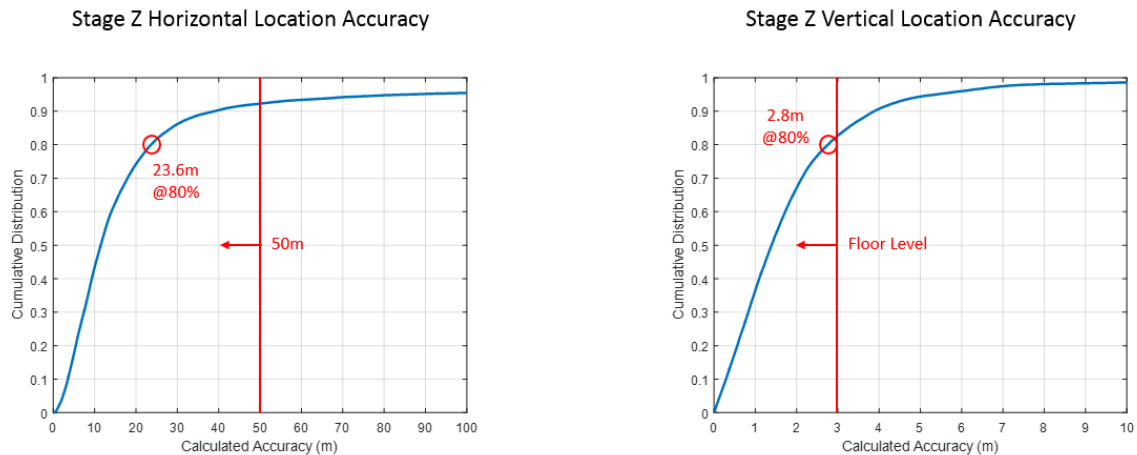 Stage Z Horizontal Location Accuracy
1
0.9
0.8
0.7
0.6
0.5
0.4
0.3
0.2
0.1
0
Cumulative Distribution
23.6m
@80%
50m
0 10 20 30 40 50 60 70 80 90 100
Calculated Accuracy (m)
Stage Z Vertical Location Accuracy
1
0.9
0.8
0.7
0.6
0.5
0.4
0.3
0.2
0.1
0
Cumulative Distribution
2.8m
@80%
Floor Level
0 1 2 3 4 5 6 7 8 9 10
Calculated Accuracy (m)